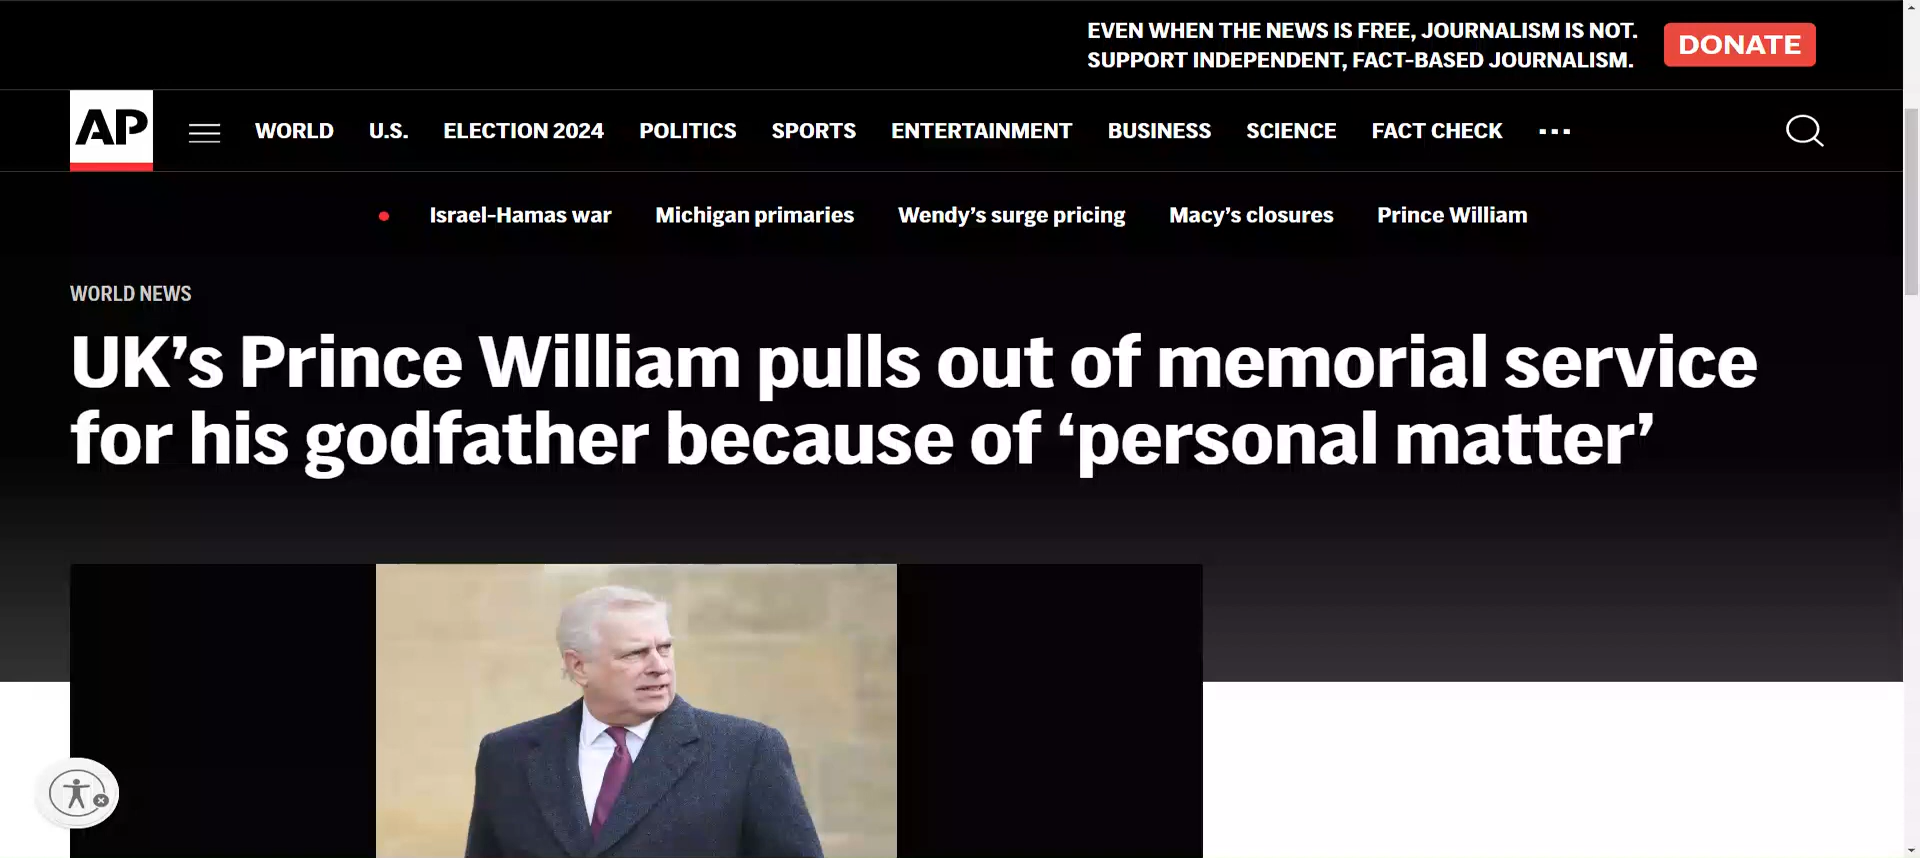 EVEN WHEN THE NEWS IS FREE, JOURNALISM IS NOT.
SUPPORT INDEPENDENT, FACT-BASED JOURNALISM.
DONATE
AP
WORLD
U.S.
ELECTION 2024
POLITICS
SPORTS
ENTERTAINMENT
BUSINESS
SCIENCE
FACT CHECK
Israel-Hamas war
Michigan primaries
Wendy’s surge pricing
Macy’s closures
Prince William
WORLD NEWS
UK’s Prince William pulls out of memorial service
for his godfather because of ‘personal matter’